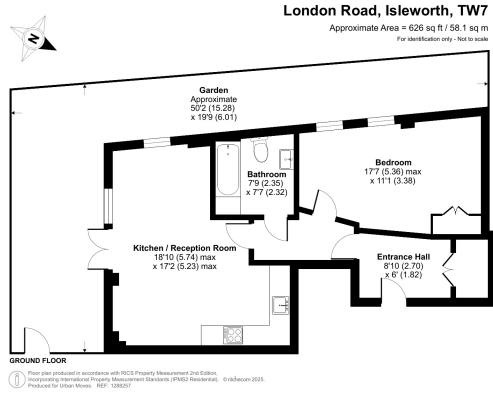 London Road, Isleworth, TW7
Approximate Area = 626 sq ft / 58.1 sq m
For identification only - Not to scale
N
Garden
Approximate
50'2 (15.28)
x 19'9 (6.01)
Bedroom
17'7 (5.36) max
x 11'1 (3.38)
Bathroom
7'9 (2.35)
x 7'7 (2.32)
Kitchen / Reception Room
18'10 (5.74) max
x 17'2 (5.23) max
Entrance Hall
8'10 (2.70)
x 6' (1.82)
GROUND FLOOR
Floor plan produced in accordance with RICS Property Measurement 2nd Edition,
Incorporating International Property Measurement Standards (IPMS2 Residential). © nichecom 2025.
Produced for Urban Moves. REF: 1288257